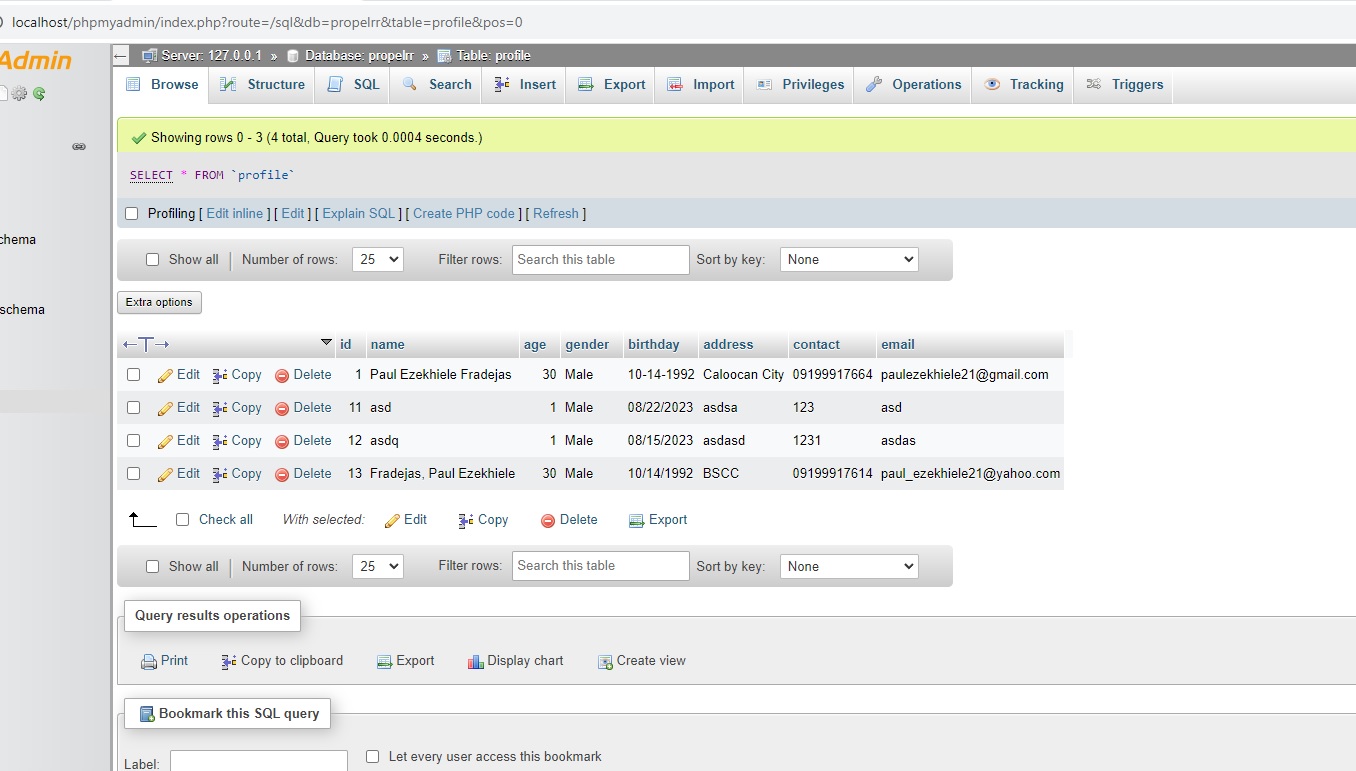 localhost/phpmyadmin/index.php?route=/sql&db=propelrr&table=profile&pos=0
Admin
Server: 127.0.0.1 » Database: propelrr » Table: profile
Browse Structure SQL Search Insert Export Import Privileges Operations Tracking Triggers
Showing rows 0 - 3 (4 total, Query took 0.0004 seconds.)
SELECT * FROM `profile`
Profiling [ Edit inline ] [ Edit ] [ Explain SQL ] [ Create PHP code ] [ Refresh ]
chema
Show all Number of rows: 25 Filter rows: Search this table Sort by key: None
Extra options
schema
id name age gender birthday address contact email
Edit Copy Delete 1 Paul Ezekhiele Fradejas 30 Male 10-14-1992 Caloocan City 09199917664 paulezekhiele21@gmail.com
Edit Copy Delete 11 asd 1 Male 08/22/2023 asdsa 123 asd
Edit Copy Delete 12 asdq 1 Male 08/15/2023 asdasd 1231 asdas
Edit Copy Delete 13 Fradejas, Paul Ezekhiele 30 Male 10/14/1992 BSCC 09199917614 paul_ezekhiele21@yahoo.com
Check all With selected: Edit Copy Delete Export
Show all Number of rows: 25 Filter rows: Search this table Sort by key: None
Query results operations
Print Copy to clipboard Export Display chart Create view
Bookmark this SQL query
Label: Let every user access this bookmark